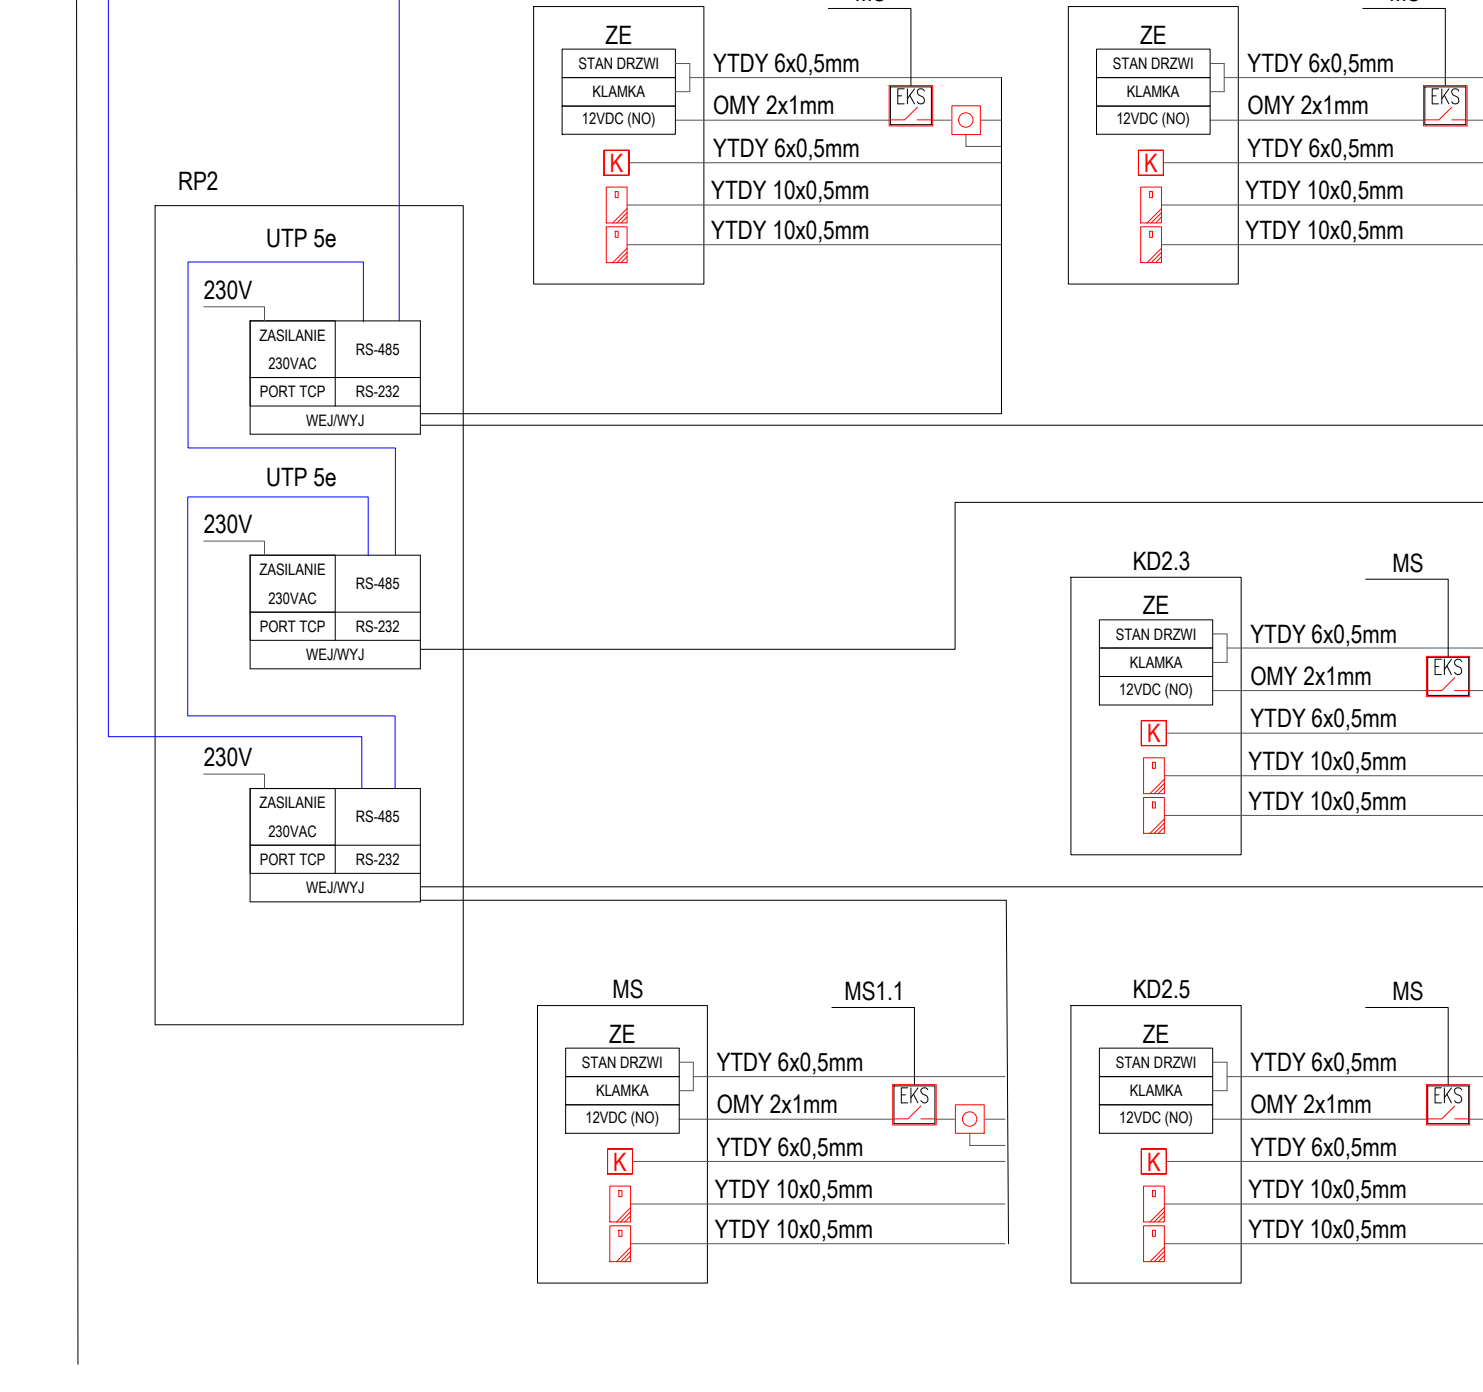 MS
MS
ZE
STAN DRZWI
KLAMKA
12VDC (NO)
K
YTDY 6x0,5mm
OMY 2x1mm
YTDY 6x0,5mm
YTDY 10x0,5mm
YTDY 10x0,5mm
EKS
ZE
STAN DRZWI
KLAMKA
12VDC (NO)
K
YTDY 6x0,5mm
OMY 2x1mm
YTDY 6x0,5mm
YTDY 10x0,5mm
YTDY 10x0,5mm
EKS
RP2
UTP 5e
230V
ZASILANIE
230VAC
RS-485
PORT TCP
RS-232
WEJ/WYJ
UTP 5e
230V
ZASILANIE
230VAC
RS-485
PORT TCP
RS-232
WEJ/WYJ
230V
ZASILANIE
230VAC
RS-485
PORT TCP
RS-232
WEJ/WYJ
KD2.3
MS
ZE
STAN DRZWI
KLAMKA
12VDC (NO)
K
YTDY 6x0,5mm
OMY 2x1mm
YTDY 6x0,5mm
YTDY 10x0,5mm
YTDY 10x0,5mm
EKS
MS
MS1.1
ZE
STAN DRZWI
KLAMKA
12VDC (NO)
K
YTDY 6x0,5mm
OMY 2x1mm
YTDY 6x0,5mm
YTDY 10x0,5mm
YTDY 10x0,5mm
EKS
KD2.5
MS
ZE
STAN DRZWI
KLAMKA
12VDC (NO)
K
YTDY 6x0,5mm
OMY 2x1mm
YTDY 6x0,5mm
YTDY 10x0,5mm
YTDY 10x0,5mm
EKS